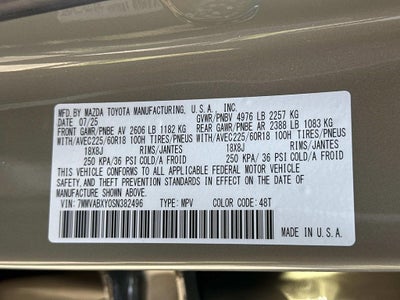 MFD. BY MAZDA TOYOTA MANUFACTURING, U.S.A., INC.
DATE 07/25 GVWR/PNBV 4976 LB 2257 KG
FRONT GAWR/PNBE AV 2606 LB 1182 KG REAR GAWR/PNBE AR 2388 LB 1083 KG
WITH/AVEC225/60R18 100H TIRES/PNEUS WITH/AVEC225/60R18 100H TIRES/PNEUS
18X8J RIMS/JANTES 18X8J RIMS/JANTES
250 KPA/36 PSI COLD/A FROID 250 KPA/ 36 PSI COLD/A FROID
THIS VEHICLE CONFORMS TO ALL APPLICABLE FEDERAL MOTOR VEHICLE
SAFETY, BUMPER, AND THEFT PREVENTION STANDARDS IN EFFECT ON THE DATE OF
MANUFACTURE SHOWN ABOVE.
VIN: 7MMVABXY0SN382496 TYPE: MPV COLOR CODE: 48T
MADE IN U.S.A.